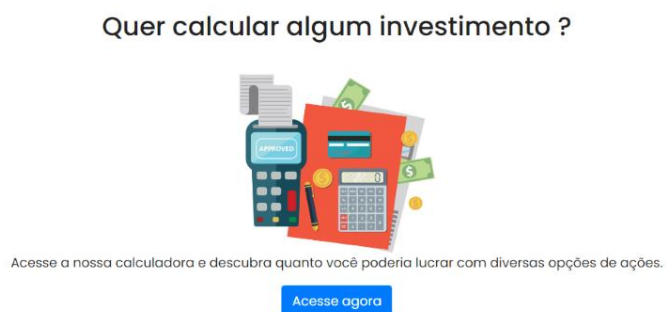 Quer calcular algum investimento ?
APPROVED
0
Acesse a nossa calculadora e descubra quanto você poderia lucrar com diversas opções de ações.
Acesse agora